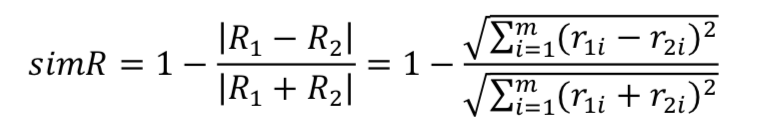 simR = 1 − |R₁ − R₂| / |R₁ + R₂| = 1 − √(∑ᵢ₌₁ᵐ (r₁ᵢ − r₂ᵢ)²) / √(∑ᵢ₌₁ᵐ (r₁ᵢ + r₂ᵢ)²)